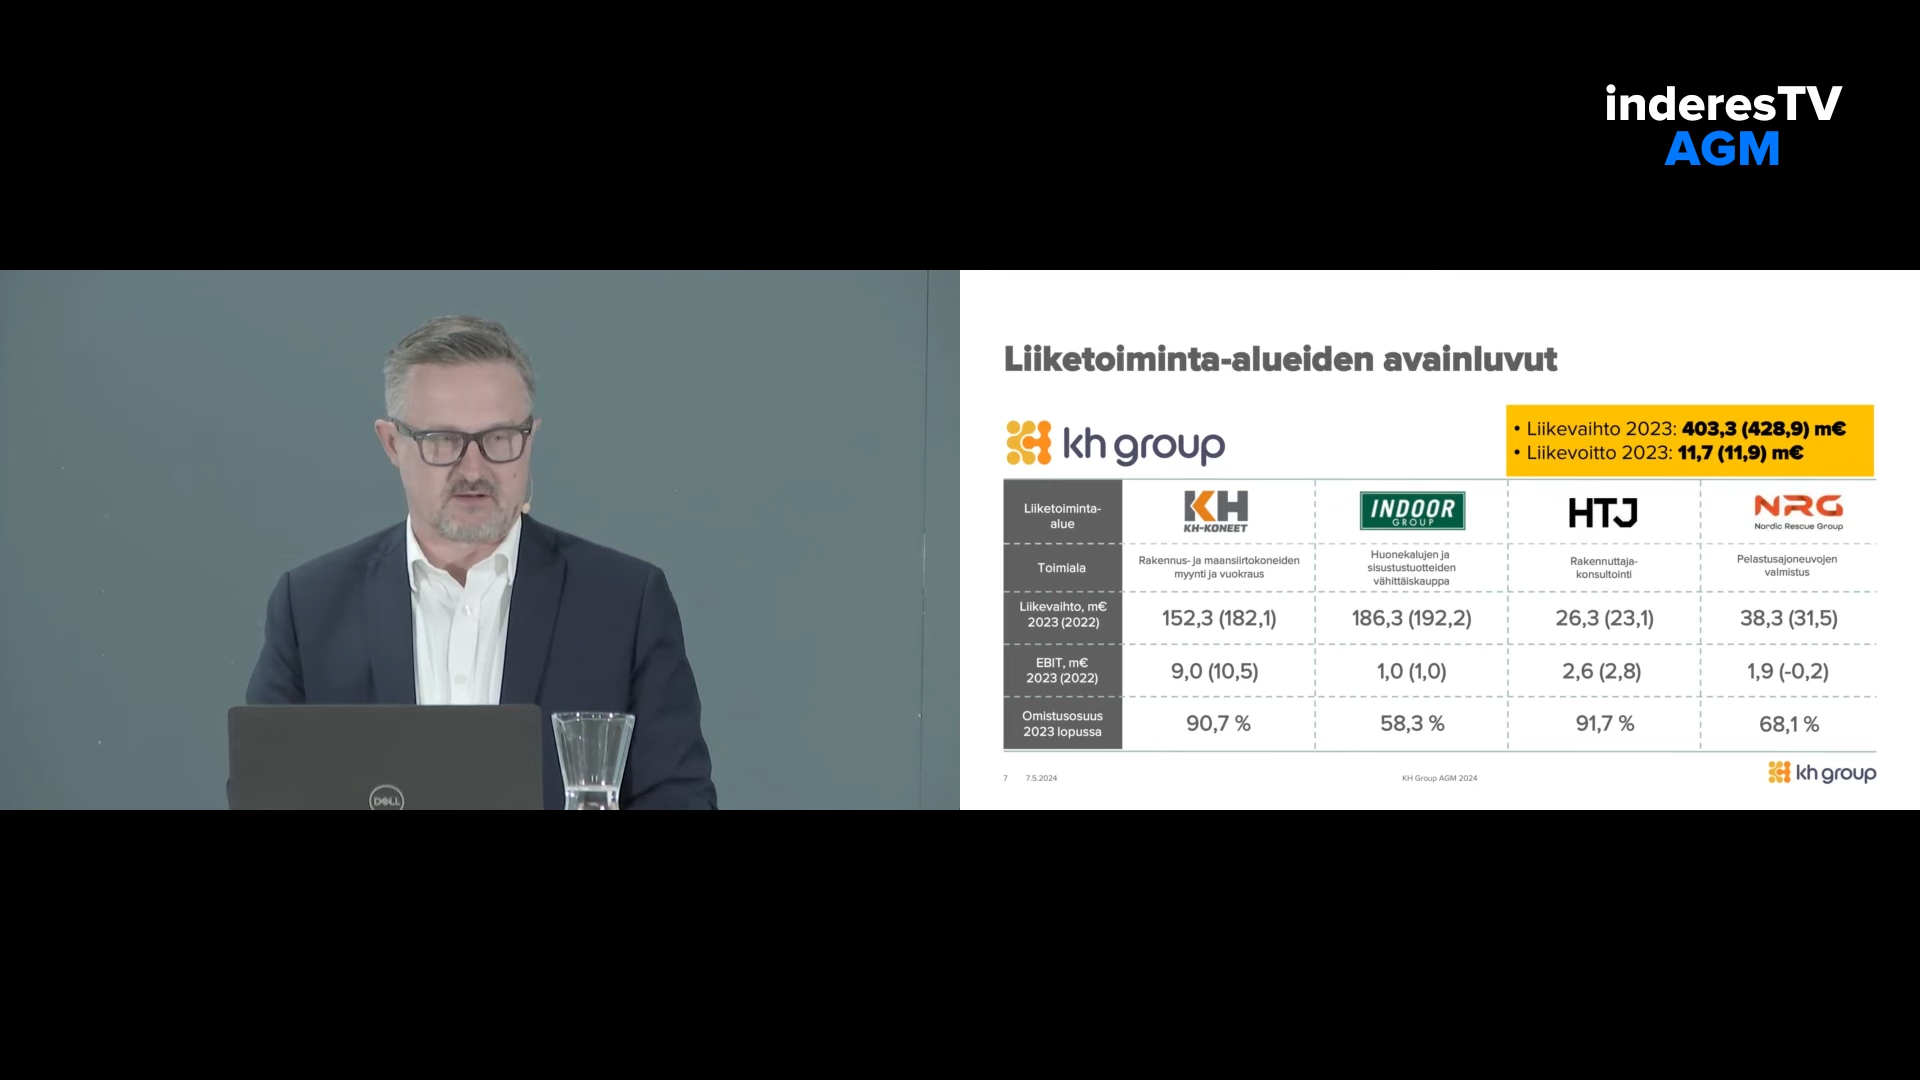 inderesTV
AGM
Liiketoiminta-alueiden avainluvut
kh group
• Liikevaihto 2023: 403,3 (428,9) m€
• Liikevoitto 2023: 11,7 (11,9) m€
Liiketoiminta-
alue
KH
KH-KONEET
INDOOR
GROUP
HTJ
NRG
Nordic Rescue Group
Toimiala
Rakennus- ja maansiirtokoneiden
myynti ja vuokraus
Huonekalujen ja
sisustustuotteiden
vähittäiskauppa
Rakennuttaja-
konsultointi
Pelastusajoneuvojen
valmistus
Liikevaihto, m€
2023 (2022)
152,3 (182,1)
186,3 (192,2)
26,3 (23,1)
38,3 (31,5)
EBIT, m€
2023 (2022)
9,0 (10,5)
1,0 (1,0)
2,6 (2,8)
1,9 (-0,2)
Omistusosuus
2023 lopussa
90,7 %
58,3 %
91,7 %
68,1 %
7
7.5.2024
KH Group AGM 2024
kh group
DELL